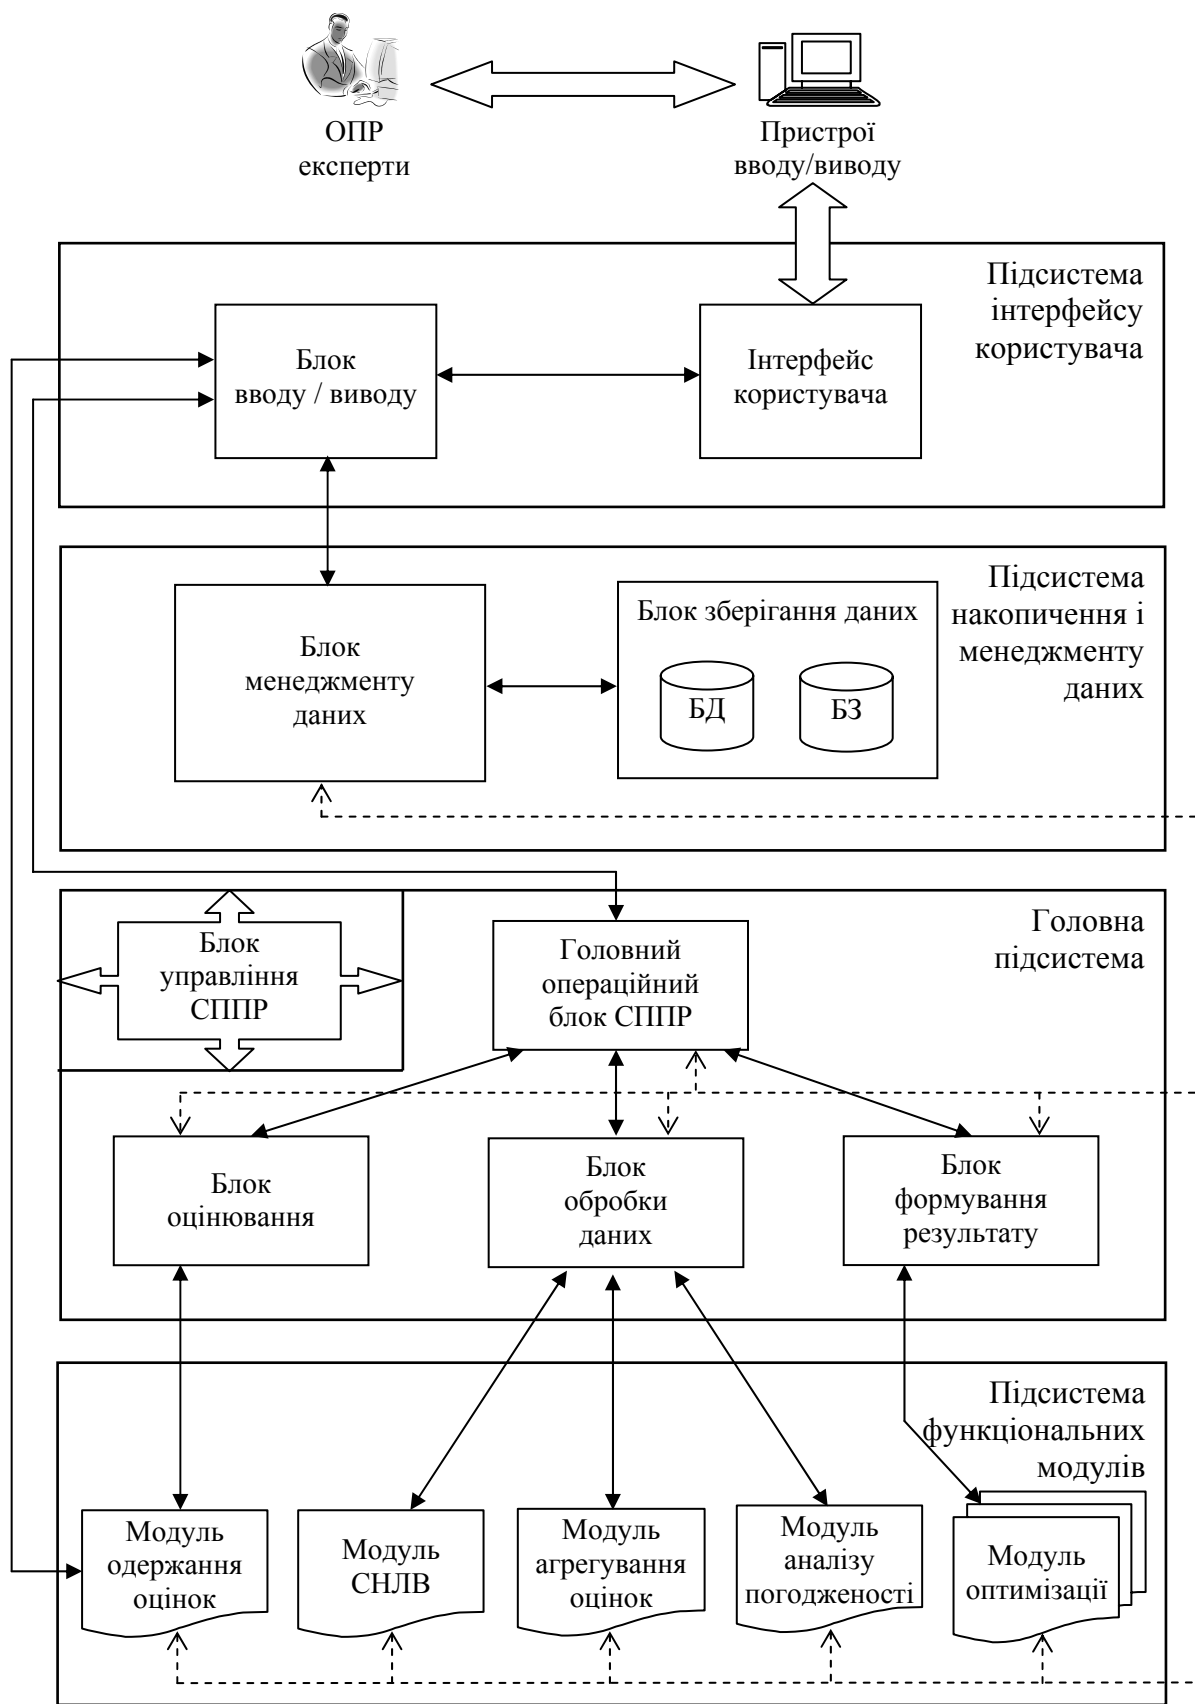 ОПР
експерти
Пристрої
вводу/виводу
Підсистема
інтерфейсу
користувача
Блок
вводу / виводу
Інтерфейс
користувача
Підсистема
накопичення і
менеджменту
даних
Блок
менеджменту
даних
Блок зберігання даних
БД
БЗ
Головна
підсистема
Блок
управління
СППР
Головний
операційний
блок СППР
Блок
оцінювання
Блок
обробки
даних
Блок
формування
результату
Підсистема
функціональних
модулів
Модуль
одержання
оцінок
Модуль
СНЛВ
Модуль
агрегування
оцінок
Модуль
аналізу
погодженості
Модуль
оптимізації